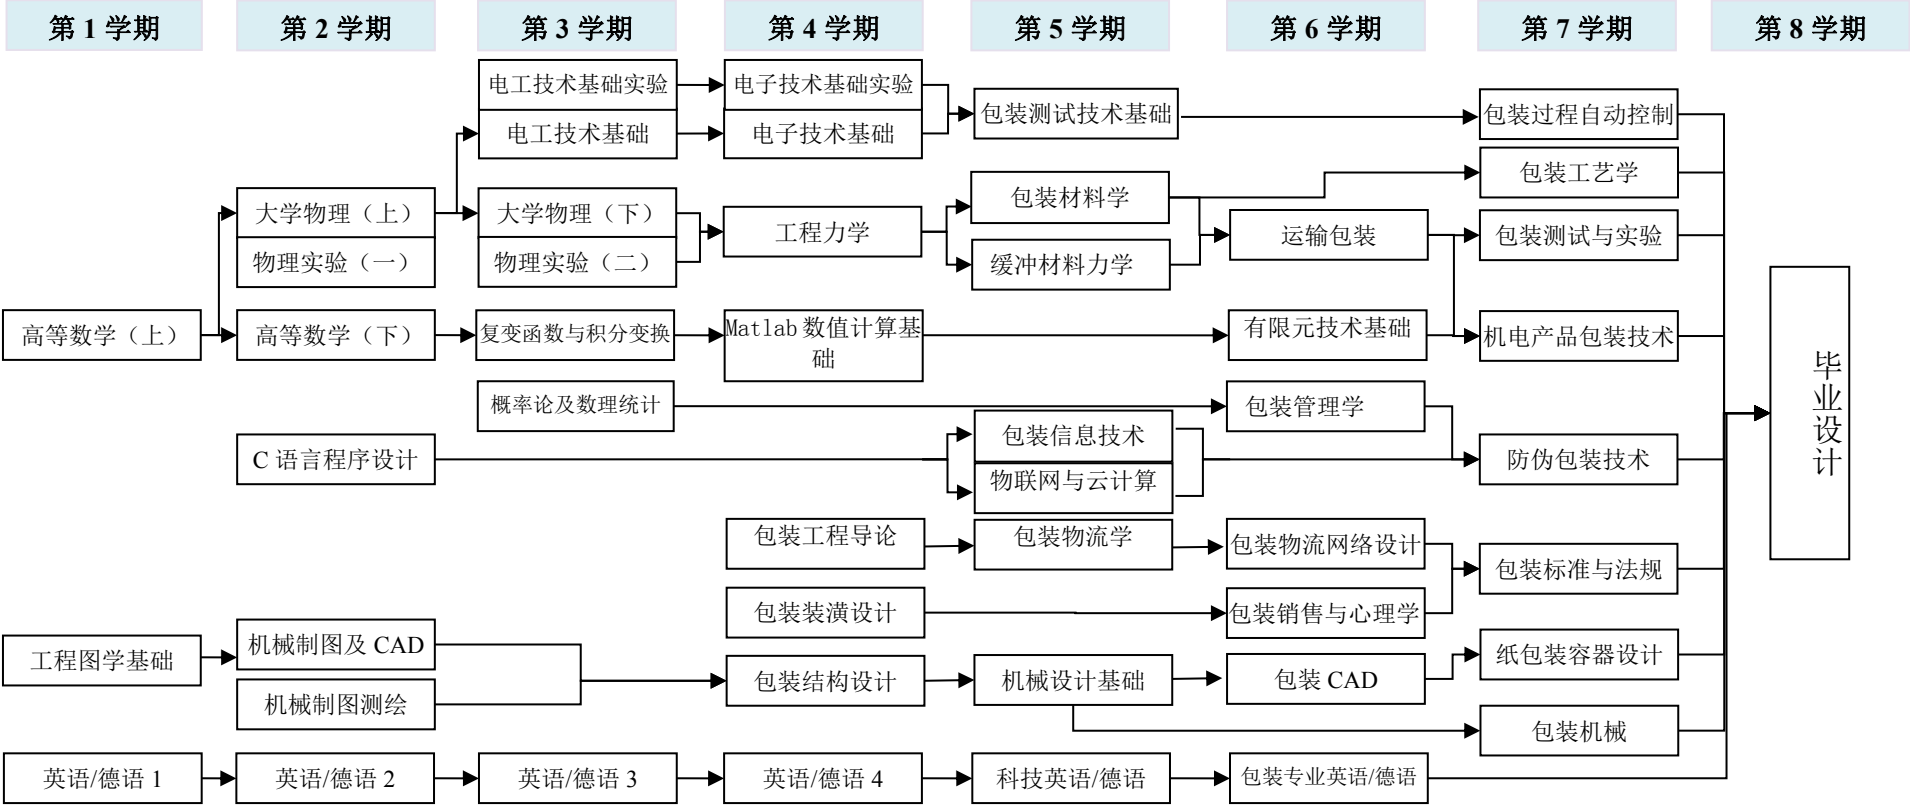 第 1 学期
第 2 学期
第 3 学期
第 4 学期
第 5 学期
第 6 学期
第 7 学期
第 8 学期
电工技术基础实验
电子技术基础实验
包装测试技术基础
包装过程自动控制
电工技术基础
电子技术基础
包装工艺学
大学物理（上）
大学物理（下）
工程力学
包装材料学
运输包装
包装测试与实验
物理实验（一）
物理实验（二）
缓冲材料力学
高等数学（上）
高等数学（下）
复变函数与积分变换
Matlab 数值计算基
础
有限元技术基础
机电产品包装技术
概率论及数理统计
包装管理学
C 语言程序设计
包装信息技术
物联网与云计算
防伪包装技术
包装工程导论
包装物流学
包装物流网络设计
包装标准与法规
包装装潢设计
包装销售与心理学
工程图学基础
机械制图及 CAD
机械制图测绘
包装结构设计
机械设计基础
包装 CAD
纸包装容器设计
包装机械
英语/德语 1
英语/德语 2
英语/德语 3
英语/德语 4
科技英语/德语
包装专业英语/德语
毕业设计